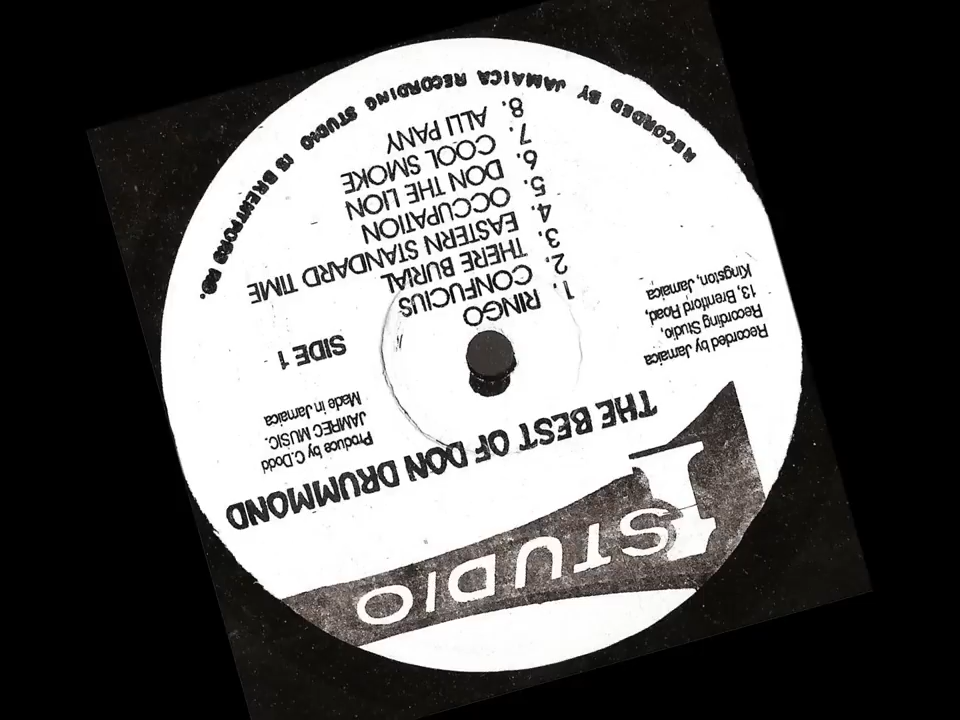 1 STUDIO
THE BEST OF DON DRUMMOND
Recorded by Jamaica
Recording Studio,
13, Brentford Road,
Kingston, Jamaica
Produce by C.Dodd
JAMREC MUSIC.
Made in Jamaica
SIDE 1
1. RINGO
2. CONFUCIUS
3. THERE BURIAL
4. EASTERN STANDARD TIME
5. OCCUPATION
6. DON THE LION
7. COOL SMOKE
8. ALLI PANY
RECORDED BY JAMAICA RECORDING STUDIO 13 BRENTFORD RD.